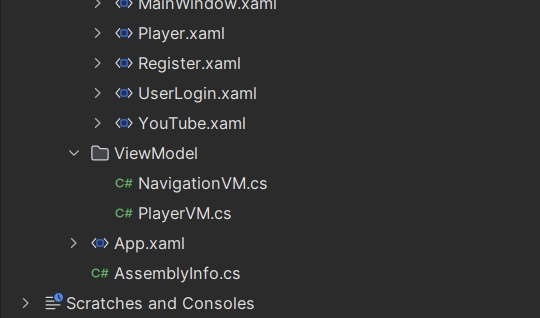 MainWindow.xaml
Player.xaml
Register.xaml
UserLogin.xaml
YouTube.xaml
ViewModel
C# NavigationVM.cs
C# PlayerVM.cs
App.xaml
C# AssemblyInfo.cs
Scratches and Consoles